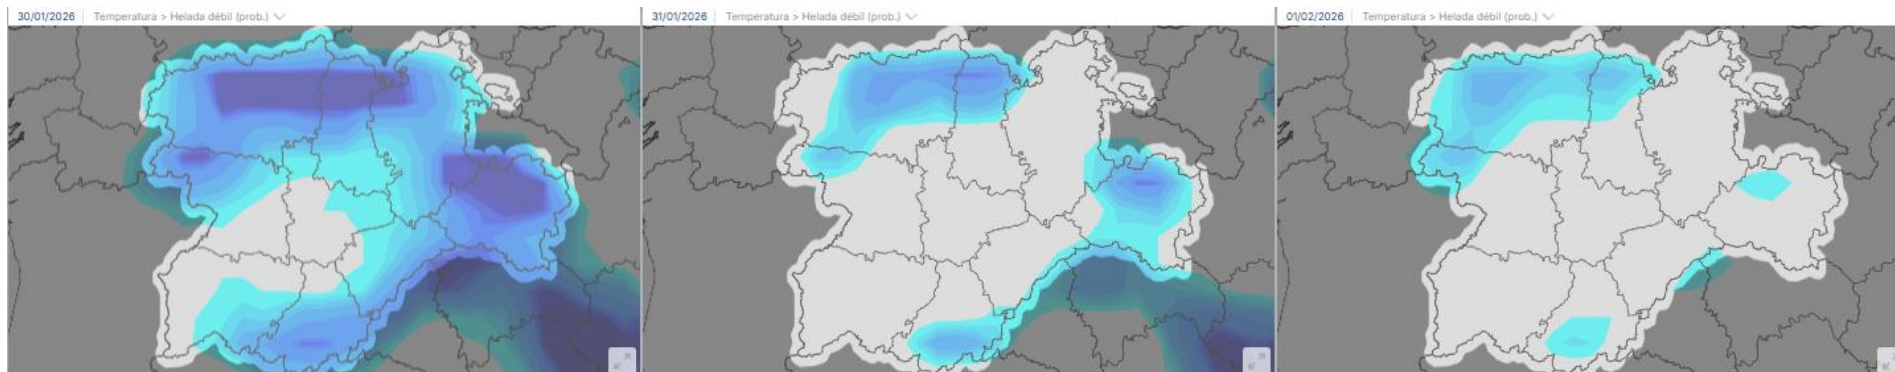 30/01/2026 Temperatura > Helada débil (prob.)
31/01/2026 Temperatura > Helada débil (prob.)
01/02/2026 Temperatura > Helada débil (prob.)